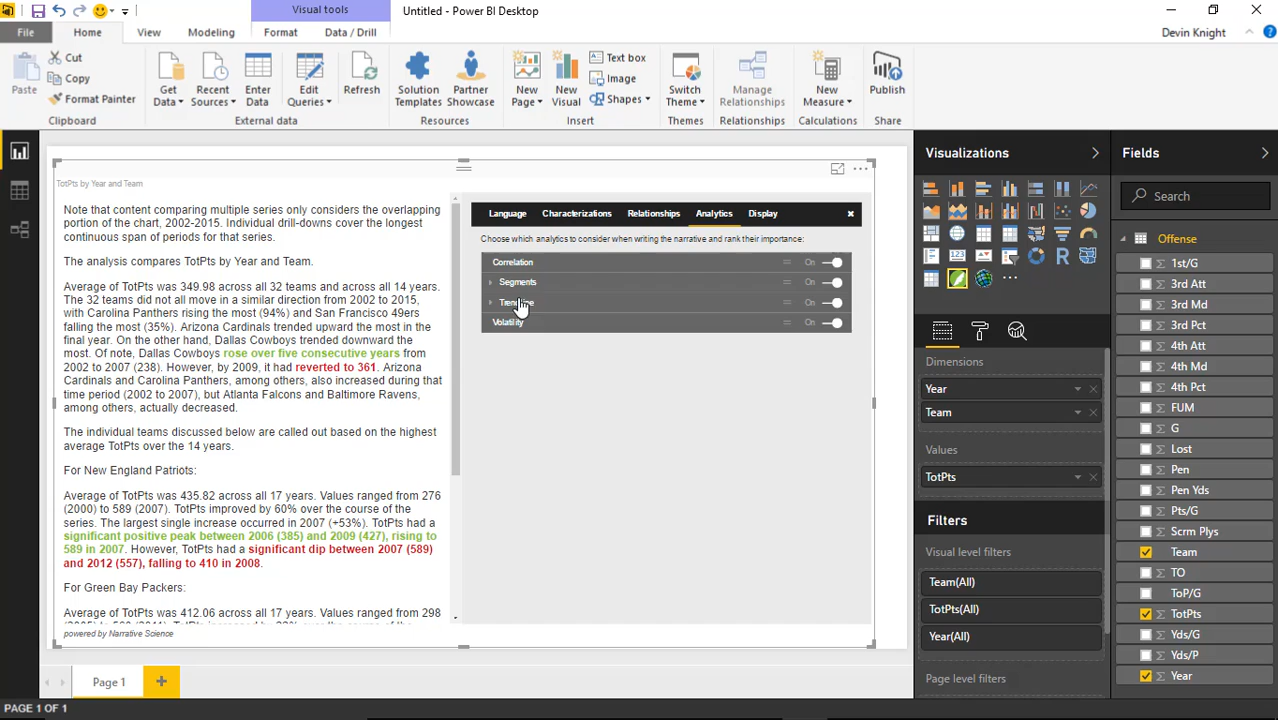 Visual tools
Untitled - Power BI Desktop
File
Home
View
Modeling
Format
Data / Drill
Devin Knight
Paste
Cut
Copy
Format Painter
Clipboard
Get Data
Recent Sources
Enter Data
Edit Queries
Refresh
External data
Solution Templates
Partner Showcase
Resources
New Page
New Visual
Text box
Image
Shapes
Insert
Switch Theme
Themes
Manage Relationships
Relationships
New Measure
Calculations
Publish
Share
TotPts by Year and Team
Note that content comparing multiple series only considers the overlapping
portion of the chart, 2002-2015. Individual drill-downs cover the longest
continuous span of periods for that series.
The analysis compares TotPts by Year and Team.
Average of TotPts was 349.98 across all 32 teams and across all 14 years.
The 32 teams did not all move in a similar direction from 2002 to 2015,
with Carolina Panthers rising the most (94%) and San Francisco 49ers
falling the most (35%). Arizona Cardinals trended upward the most in the
final year. On the other hand, Dallas Cowboys trended downward the
most. Of note, Dallas Cowboys rose over five consecutive years from
2002 to 2007 (238). However, by 2009, it had reverted to 361. Arizona
Cardinals and Carolina Panthers, among others, also increased during that
time period (2002 to 2007), but Atlanta Falcons and Baltimore Ravens,
among others, actually decreased.
The individual teams discussed below are called out based on the highest
average TotPts over the 14 years.
For New England Patriots:
Average of TotPts was 435.82 across all 17 years. Values ranged from 276
(2000) to 589 (2007). TotPts improved by 60% over the course of the
series. The largest single increase occurred in 2007 (+53%). TotPts had a
significant positive peak between 2006 (385) and 2009 (427), rising to
589 in 2007. However, TotPts had a significant dip between 2007 (589)
and 2012 (557), falling to 410 in 2008.
For Green Bay Packers:
Average of TotPts was 412.06 across all 17 years. Values ranged from 298
powered by Narrative Science
Language
Characterizations
Relationships
Analytics
Display
Choose which analytics to consider when writing the narrative and rank their importance:
Correlation On
Segments On
Trendline On
Volatility On
Visualizations
Dimensions
Year
Team
Values
TotPts
Filters
Visual level filters
Team(All)
TotPts(All)
Year(All)
Page level filters
Fields
Search
Offense
1st/G
3rd Att
3rd Md
3rd Pct
4th Att
4th Md
4th Pct
FUM
G
Lost
Pen
Pen Yds
Pts/G
Scrm Plys
Team
TO
ToP/G
TotPts
Yds/G
Yds/P
Year
Page 1
PAGE 1 OF 1